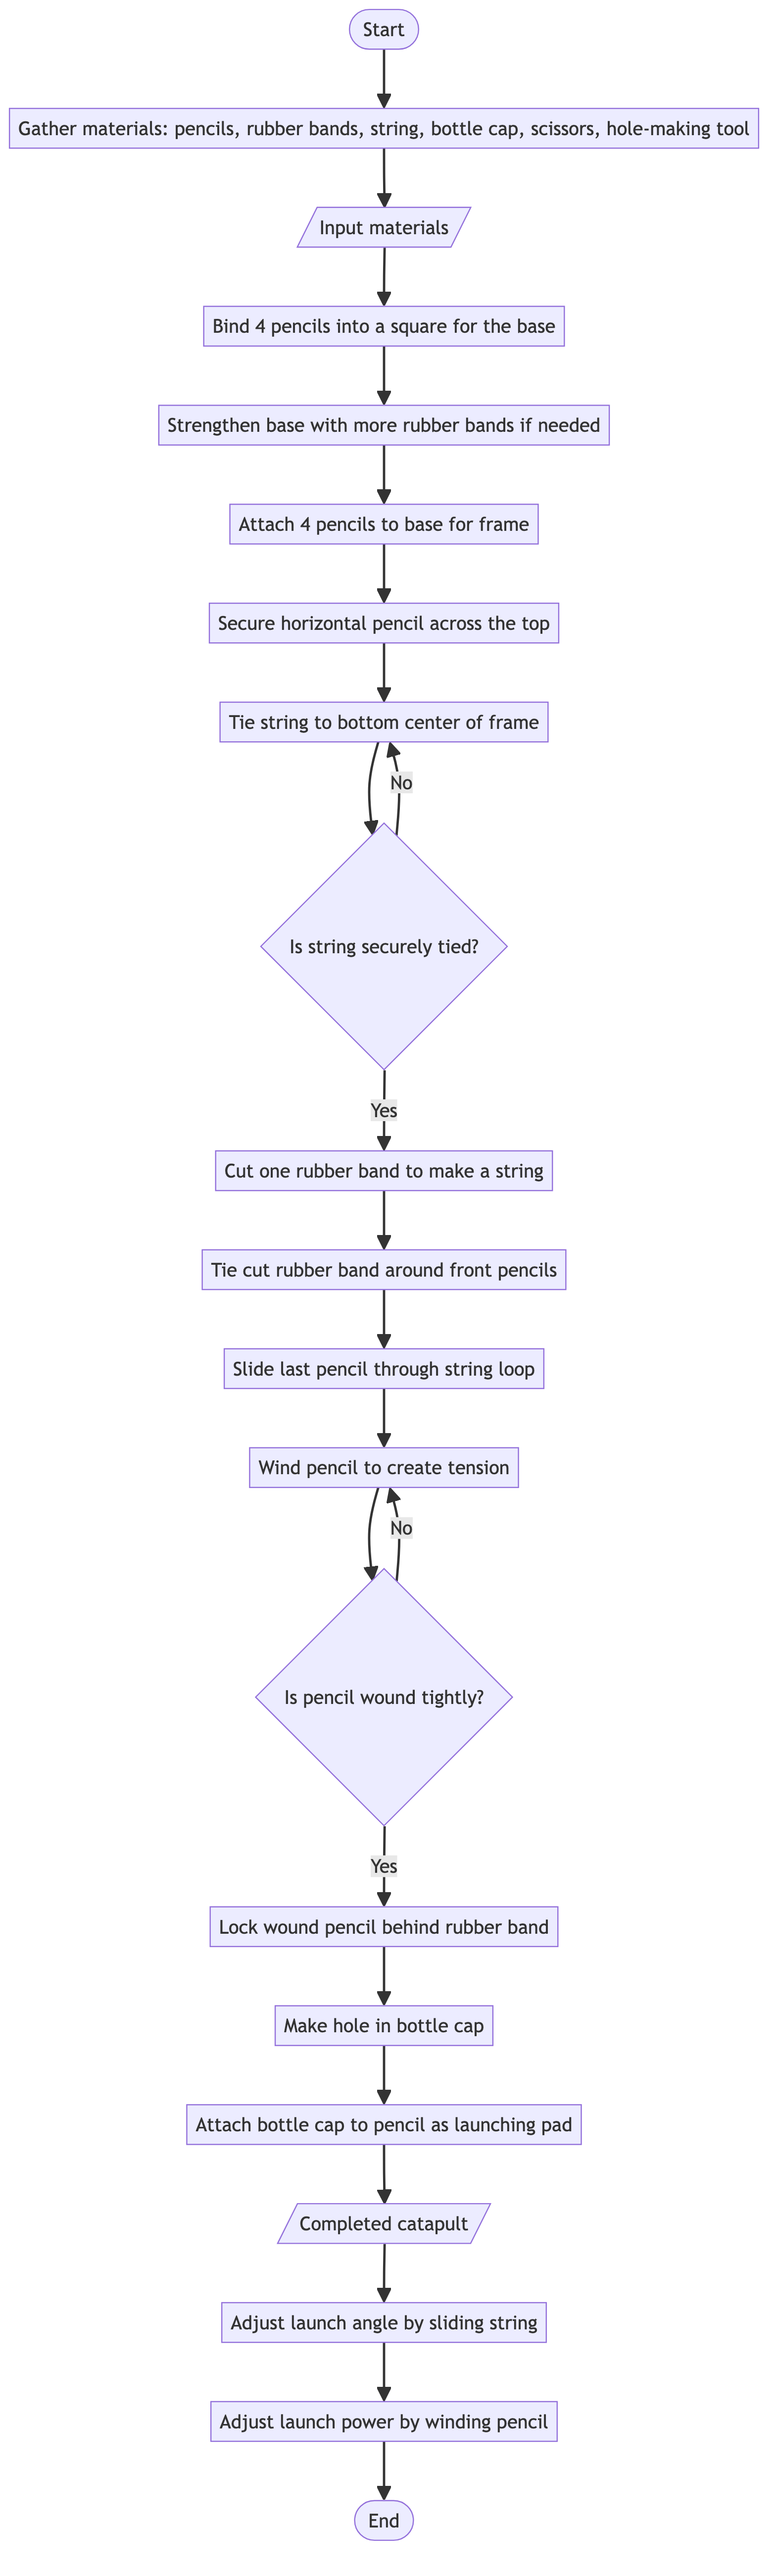 Start
Gather materials: pencils, rubber bands, string, bottle cap, scissors, hole-making tool
Input materials
Bind 4 pencils into a square for the base
Strengthen base with more rubber bands if needed
Attach 4 pencils to base for frame
Secure horizontal pencil across the top
Tie string to bottom center of frame
No
Is string securely tied?
Yes
Cut one rubber band to make a string
Tie cut rubber band around front pencils
Slide last pencil through string loop
Wind pencil to create tension
No
Is pencil wound tightly?
Yes
Lock wound pencil behind rubber band
Make hole in bottle cap
Attach bottle cap to pencil as launching pad
Completed catapult
Adjust launch angle by sliding string
Adjust launch power by winding pencil
End